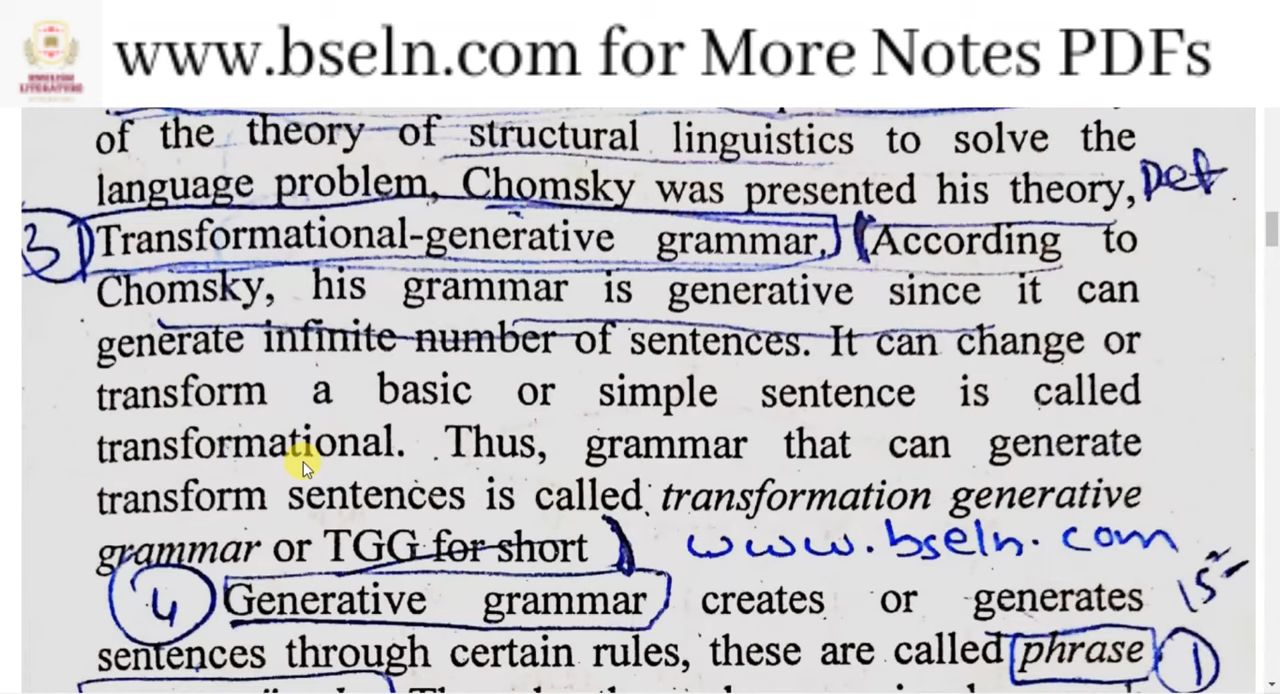 www.bseln.com for More Notes PDFs
ENGLISH
LITERATURE
of the theory of structural linguistics to solve the
language problem, Chomsky was presented his theory,
3) Transformational-generative grammar, (According to
Chomsky, his grammar is generative since it can
generate infinite number of sentences. It can change or
transform a basic or simple sentence is called
transformational. Thus, grammar that can generate
transform sentences is called transformation generative
grammar or TGG for short )
www.bseln.com
4 Generative grammar creates or generates
sentences through certain rules, these are called phrase 1)